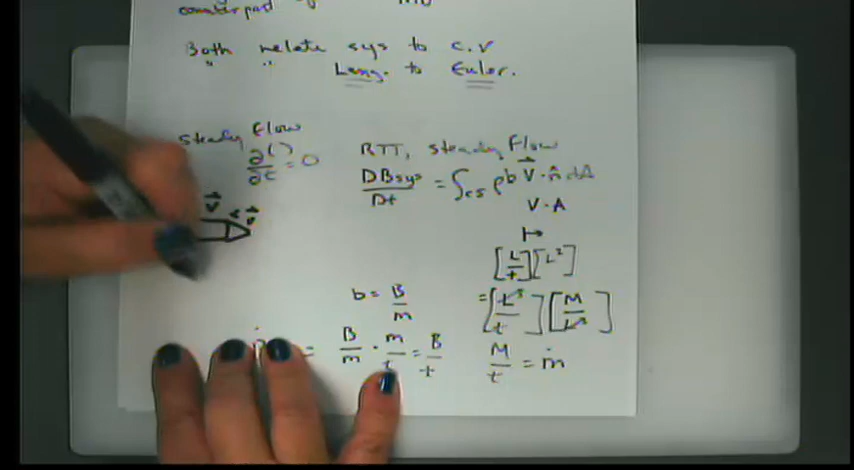 counterpart
Both relate sys to c.v
" " Lang. to Euler.
Steady Flow
∂( )/∂t = 0
RTT, steady flow
DBsys/Dt = ∫cs ρ b V⃗ · n̂ dA
V · A
[L/t][L²]
= [L³/t][M/L³]
M/t = ṁ
b = B/m
= B/m · m/t = B/t
V⃗